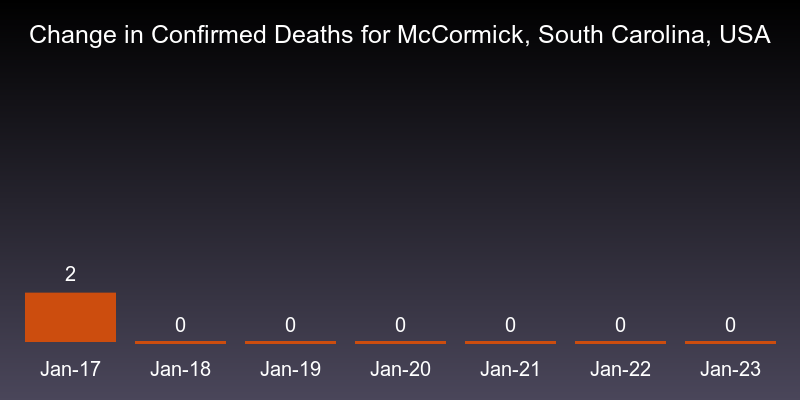 Change in Confirmed Deaths for McCormick, South Carolina, USA
2
0 0 0 0 0 0
Jan-17 Jan-18 Jan-19 Jan-20 Jan-21 Jan-22 Jan-23